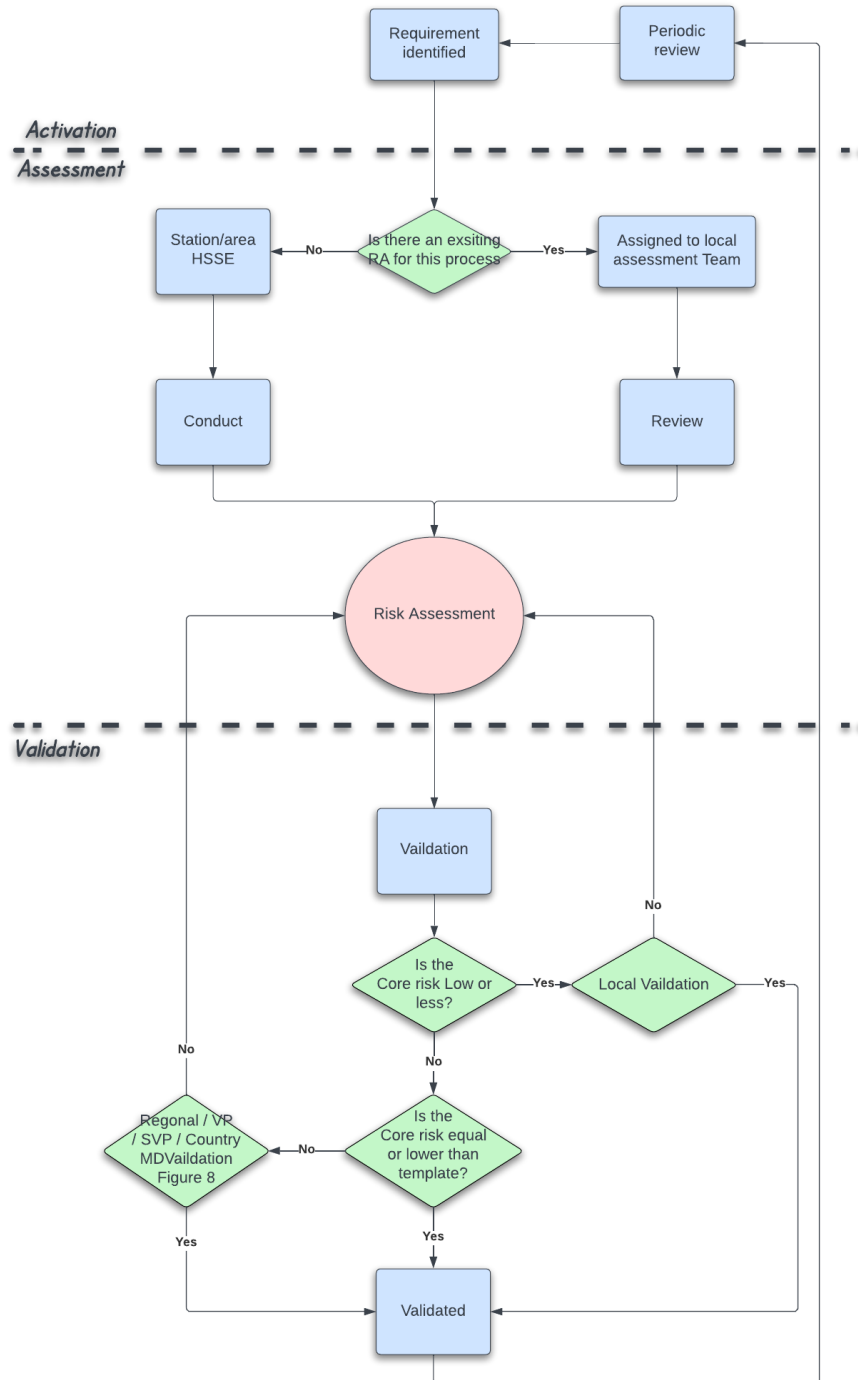 Requirement
identified
Periodic
review
Activation
Assessment
Station/area
HSSE
No
Is there an exsiting
RA for this process
Yes
Assigned to local
assessment Team
Conduct
Review
Risk Assessment
Validation
Vaildation
No
Is the
Core risk Low or
less?
Yes
Local Vaildation
Yes
No
No
Regonal / VP
/ SVP / Country
MDVaildation
Figure 8
No
Is the
Core risk equal
or lower than
template?
Yes
Yes
Validated